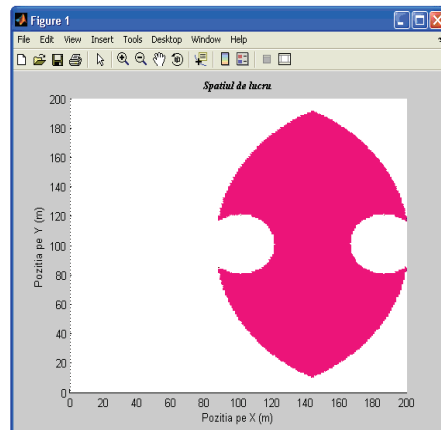 Figure 1
File Edit View Insert Tools Desktop Window Help
Spatiul de lucru
200
180
160
140
120
100
80
60
40
20
0
Pozitia pe Y (m)
0 20 40 60 80 100 120 140 160 180 200
Pozitia pe X (m)